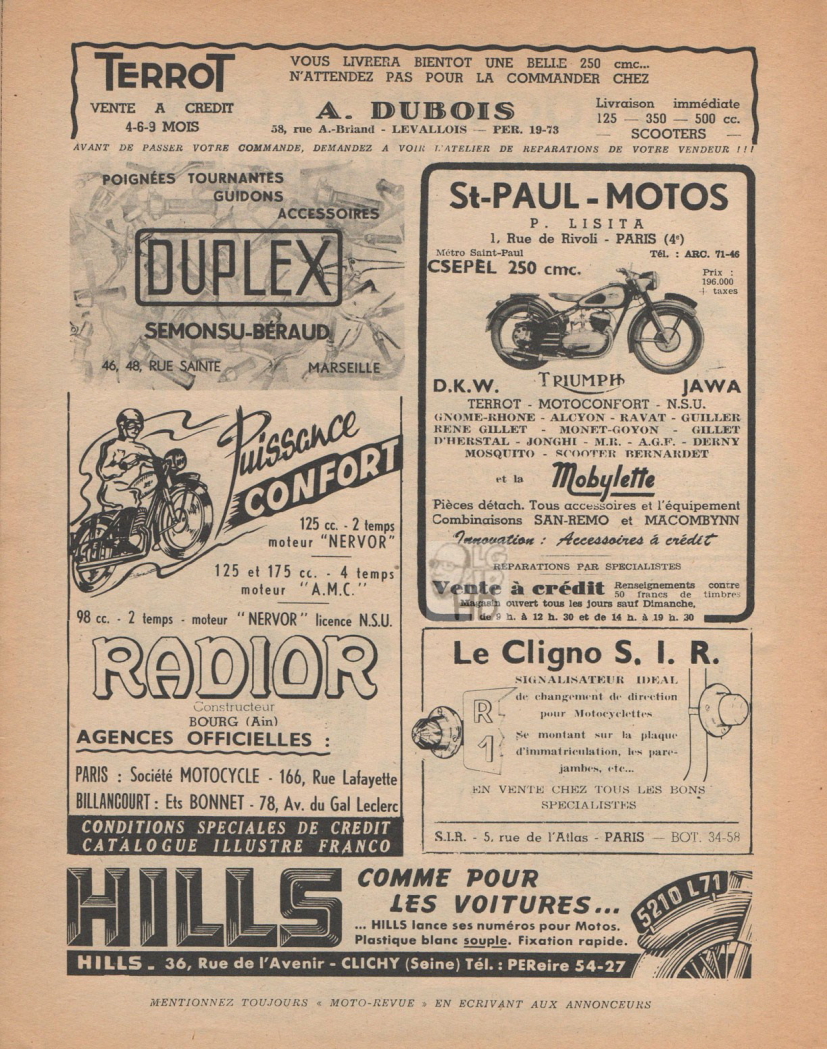 TERROT
VENTE A CREDIT
4-6-9 MOIS
VOUS LIVRERA BIENTOT UNE BELLE 250 cmc...
N'ATTENDEZ PAS POUR LA COMMANDER CHEZ
A. DUBOIS
58, rue A.-Briand - LEVALLOIS — PER. 19-73
Livraison immédiate
125 — 350 — 500 cc.
— SCOOTERS —
AVANT DE PASSER VOTRE COMMANDE, DEMANDEZ A VOIR L'ATELIER DE REPARATIONS DE VOTRE VENDEUR !!!
POIGNÉES TOURNANTES
GUIDONS
ACCESSOIRES
DUPLEX
SEMONSU-BÉRAUD
46, 48, RUE SAINTE MARSEILLE
Puissance
CONFORT
125 cc. - 2 temps
moteur "NERVOR"
125 et 175 cc. - 4 temps
moteur "A.M.C."
98 cc. - 2 temps - moteur "NERVOR" licence N.S.U.
RADIOR
Constructeur
BOURG (Ain)
AGENCES OFFICIELLES :
PARIS : Société MOTOCYCLE - 166, Rue Lafayette
BILLANCOURT : Ets BONNET - 78, Av. du Gal Leclerc
CONDITIONS SPECIALES DE CREDIT
CATALOGUE ILLUSTRE FRANCO
St-PAUL-MOTOS
P. LISITA
1, Rue de Rivoli - PARIS (4e)
Métro Saint-Paul Tél. : ARC. 71-46
CSEPEL 250 cmc.
Prix :
196.000
+ taxes
D.K.W. TRIUMPH JAWA
TERROT - MOTOCONFORT - N.S.U.
GNOME-RHONE - ALCYON - RAVAT - GUILLER
RENE GILLET - MONET-GOYON - GILLET
D'HERSTAL - JONGHI - M.R. - A.G.F. - DERNY
MOSQUITO - SCOOTER BERNARDET
et la Mobylette
Pièces détach. Tous accessoires et l'équipement
Combinaisons SAN-REMO et MACOMBYNN
Innovation : Accessoires à crédit
REPARATIONS PAR SPECIALISTES
Vente à crédit
Renseignements contre
50 francs de timbres
Magasin ouvert tous les jours sauf Dimanche,
de 9 h. à 12 h. 30 et de 14 h. à 19 h. 30
Le Cligno S. I. R.
SIGNALISATEUR IDEAL
de changement de direction
pour Motocyclettes
R
1
Se montant sur la plaque
d'immatriculation, les pare-
jambes, etc...
EN VENTE CHEZ TOUS LES BONS
SPECIALISTES
S.I.R. - 5, rue de l'Atlas - PARIS — BOT. 34-58
HILLS
COMME POUR
LES VOITURES...
... HILLS lance ses numéros pour Motos.
Plastique blanc souple. Fixation rapide.
5210 L71
HILLS - 36, Rue de l'Avenir - CLICHY (Seine) Tél. : PEReire 54-27
MENTIONNEZ TOUJOURS « MOTO-REVUE » EN ECRIVANT AUX ANNONCEURS